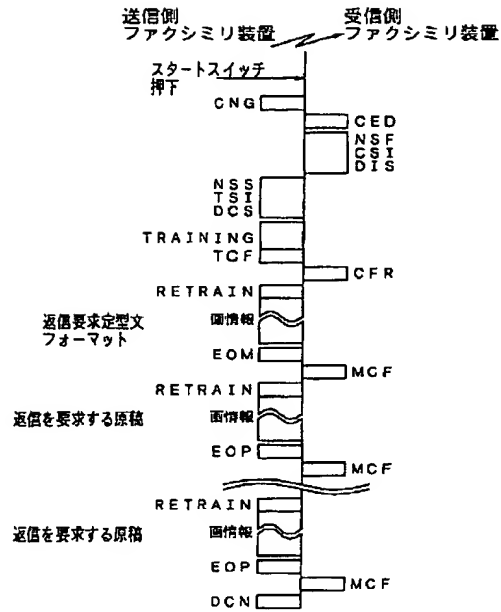 送信側
ファクシミリ装置
受信側
ファクシミリ装置
スタートスイッチ
押下
CNG
CED
NSF
CSI
DIS
NSS
TSI
DCS
TRAINING
TCF
CFR
RETRAIN
返信要求定型文
フォーマット
画情報
EOM
MCF
RETRAIN
返信を要求する原稿
画情報
EOP
MCF
RETRAIN
返信を要求する原稿
画情報
EOP
MCF
DCN